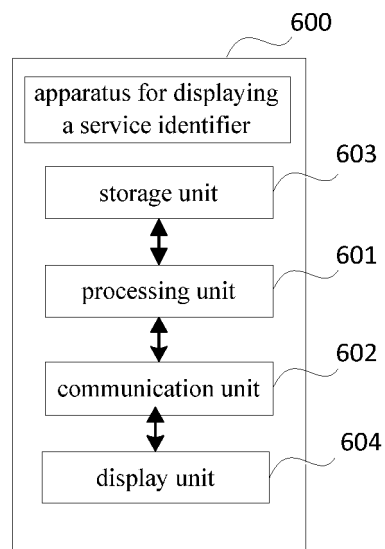 600
apparatus for displaying
a service identifier
603
storage unit
601
processing unit
602
communication unit
604
display unit